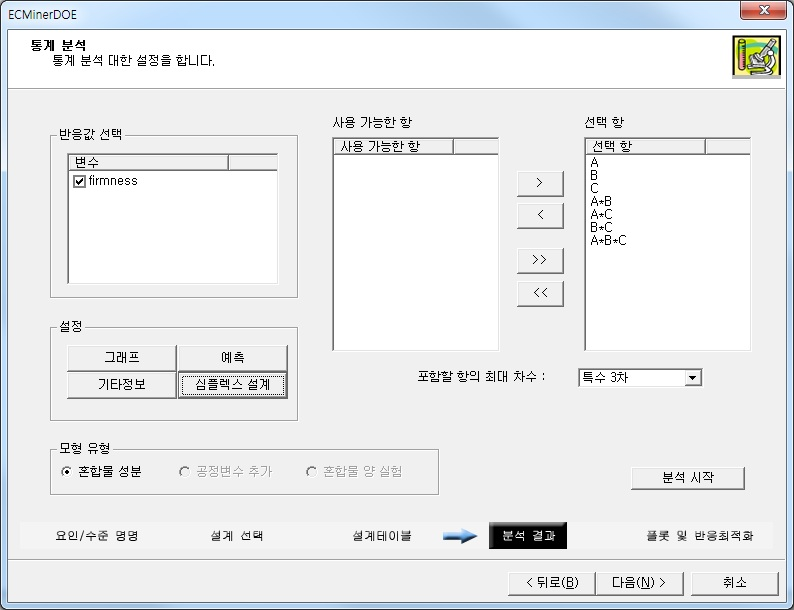 ECMinerDOE
통계 분석
통계 분석 대한 설정을 합니다.
반응값 선택
변수
firmness
사용 가능한 항
사용 가능한 항
>
<
>>
<<
선택 항
선택 항
A
B
C
A*B
A*C
B*C
A*B*C
설정
그래프
예측
기타정보
심플렉스 설계
포함할 항의 최대 차수 :
특수 3차
모형 유형
혼합물 성분
공정변수 추가
혼합물 양 실험
분석 시작
요인/수준 명명
설계 선택
설계테이블
분석 결과
플롯 및 반응최적화
< 뒤로(B)
다음(N) >
취소